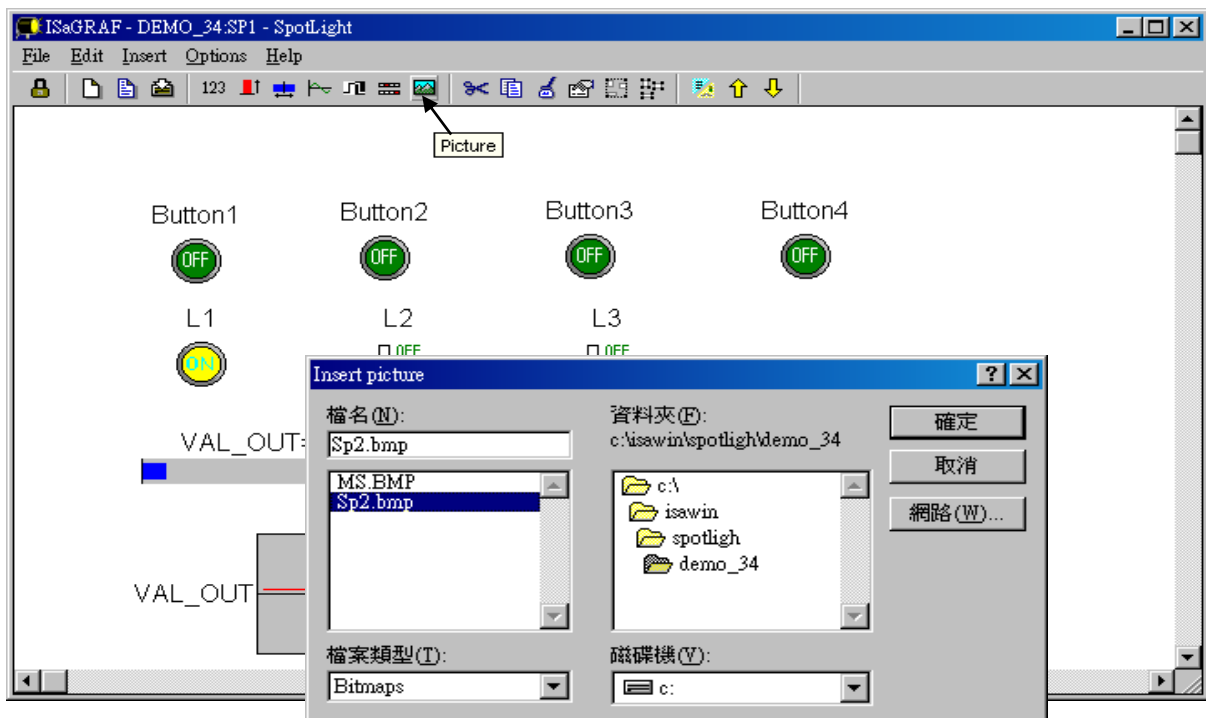 ISaGRAF - DEMO_34:SP1 - SpotLight
File Edit Insert Options Help
123
Picture
Button1 Button2 Button3 Button4
OFF OFF OFF OFF
L1 L2 L3
ON OFF OFF
Insert picture
檔名(N): 資料夾(F): 確定
Sp2.bmp c:\isawin\spotligh\demo_34
VAL_OUT= 取消
MS.BMP c:\
Sp2.bmp isawin 網路(W)...
spotligh
demo_34
VAL_OUT
檔案類型(T): 磁碟機(V):
Bitmaps c: